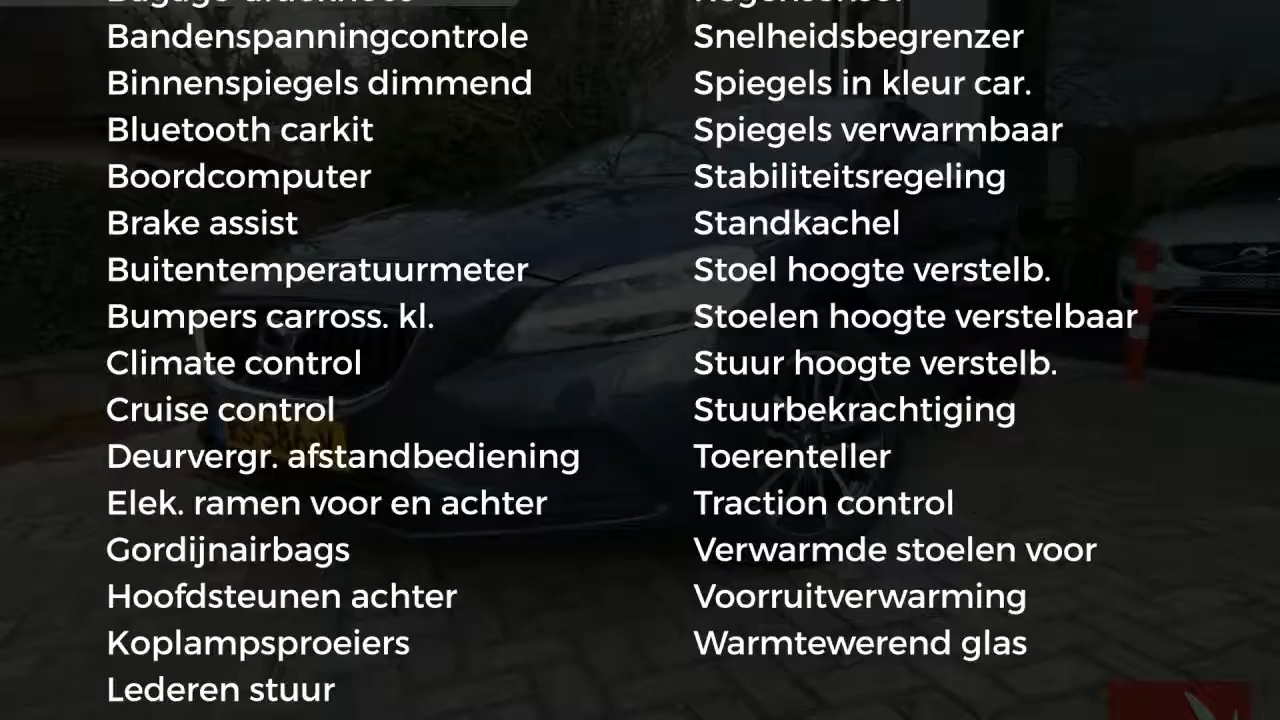 Bandenspanningcontrole
Binnenspiegels dimmend
Bluetooth carkit
Boordcomputer
Brake assist
Buitentemperatuurmeter
Bumpers carross. kl.
Climate control
Cruise control
Deurvergr. afstandbediening
Elek. ramen voor en achter
Gordijnairbags
Hoofdsteunen achter
Koplampsproeiers
Lederen stuur
Snelheidsbegrenzer
Spiegels in kleur car.
Spiegels verwarmbaar
Stabiliteitsregeling
Standkachel
Stoel hoogte verstelb.
Stoelen hoogte verstelbaar
Stuur hoogte verstelb.
Stuurbekrachtiging
Toerenteller
Traction control
Verwarmde stoelen voor
Voorruitverwarming
Warmtewerend glas